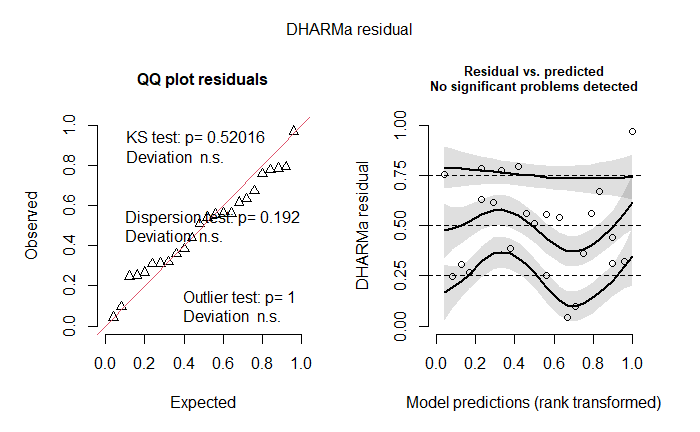 DHARMa residual
QQ plot residuals
KS test: p= 0.52016
Deviation n.s.
Dispersion test: p= 0.192
Deviation n.s.
Outlier test: p= 1
Deviation n.s.
Observed
0.0 0.2 0.4 0.6 0.8 1.0
0.0 0.2 0.4 0.6 0.8 1.0
Expected
Residual vs. predicted
No significant problems detected
DHARMa residual
0.00 0.25 0.50 0.75 1.00
0.0 0.2 0.4 0.6 0.8 1.0
Model predictions (rank transformed)